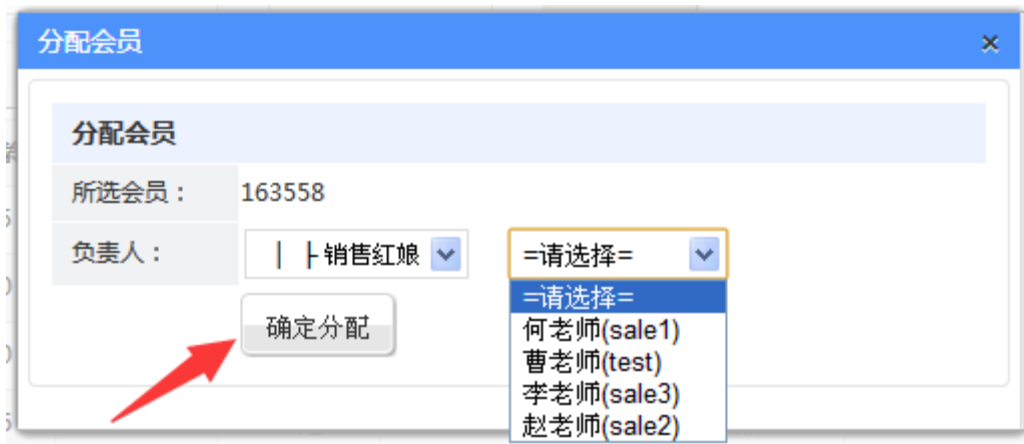 分配会员
分配会员
所选会员： 163558
负责人： │ ├销售红娘 =请选择=
=请选择=
确定分配 何老师(sale1)
曹老师(test)
李老师(sale3)
赵老师(sale2)